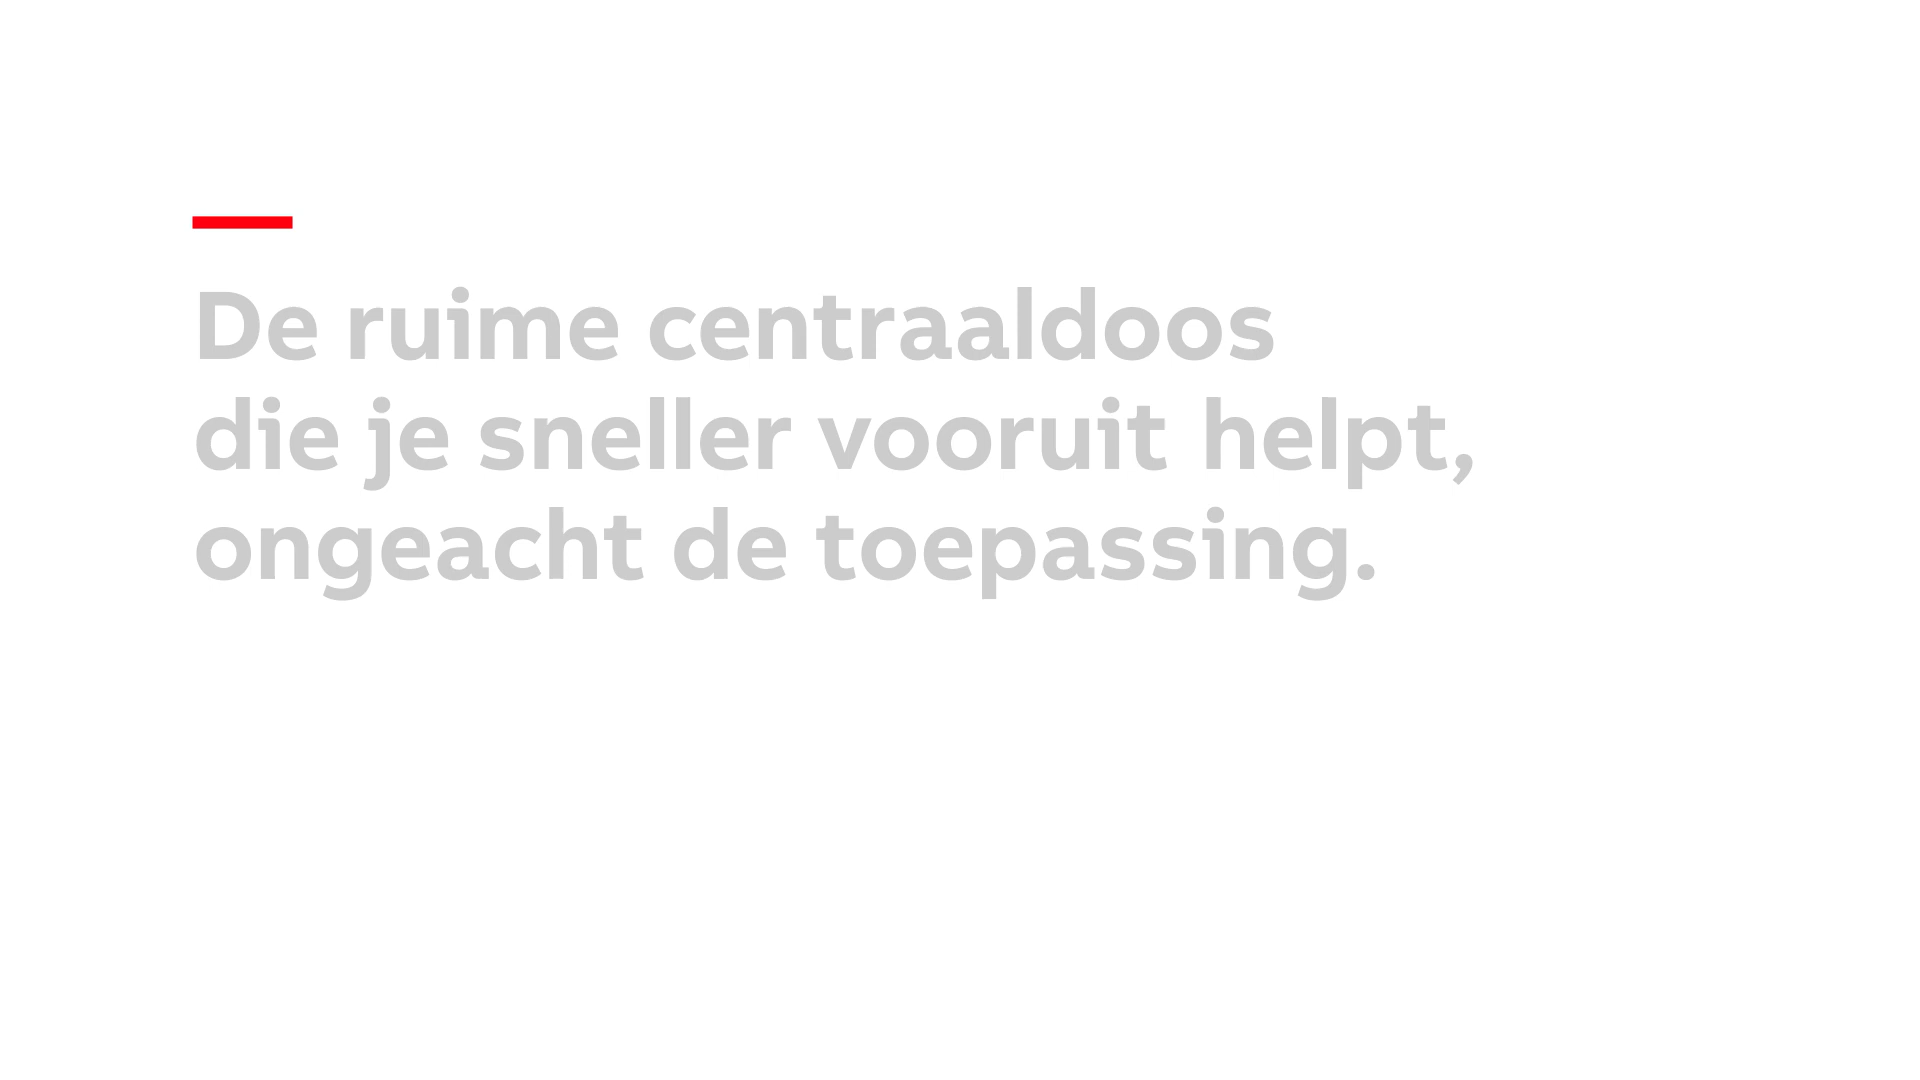 De ruime centraaldoos
die je sneller vooruit helpt,
ongeacht de toepassing.